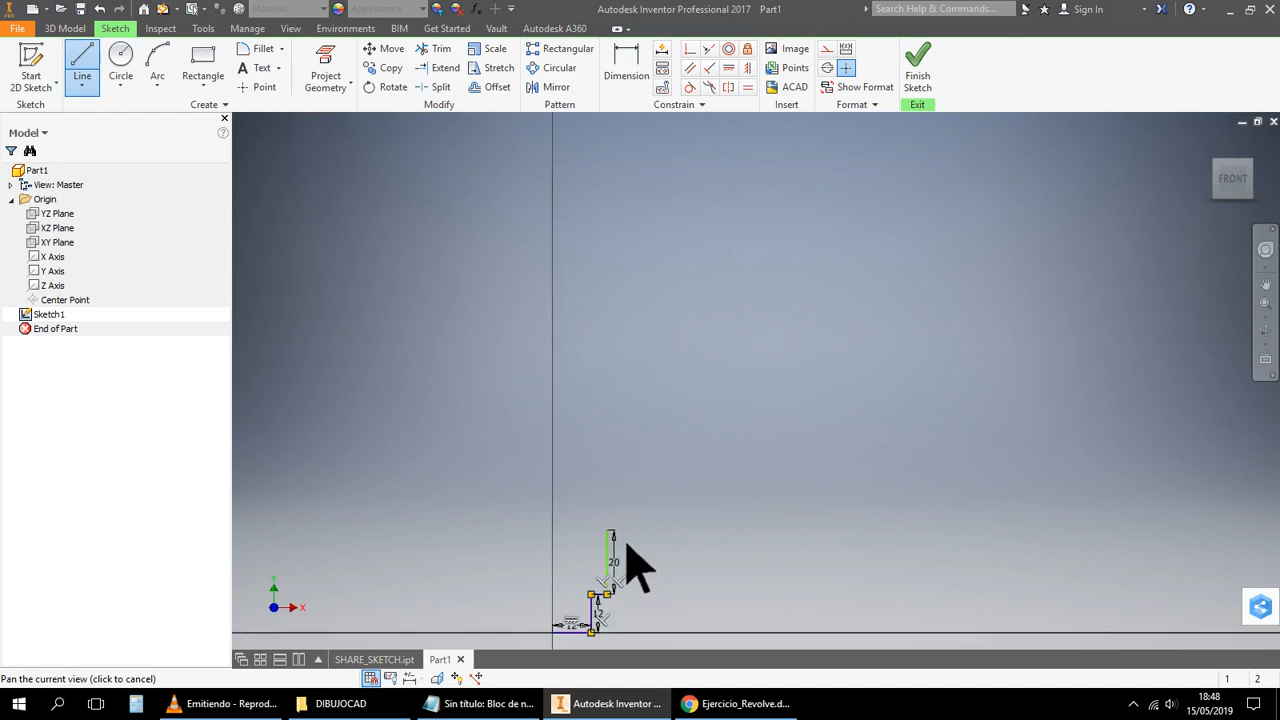 Material
Appearance
Autodesk Inventor Professional 2017 Part1
Search Help & Commands...
Sign In
PRO
File
3D Model
Sketch
Inspect
Tools
View
Manage
Environments
BIM
Get Started
Vault
Autodesk A360
Start
2D Sketch
Line
Circle
Arc
Rectangle
Fillet
Text
Point
Project
Geometry
Move
Copy
Rotate
Trim
Extend
Split
Scale
Stretch
Offset
Rectangular
Circular
Mirror
Dimension
Image
Points
ACAD
Show Format
Finish
Sketch
Sketch
Create
Modify
Pattern
Constrain
Insert
Format
Exit
Model
Part1
View: Master
Origin
YZ Plane
XZ Plane
XY Plane
X Axis
Y Axis
Z Axis
Center Point
Sketch1
End of Part
FRONT
20
12
12
Y
X
SHARE_SKETCH.ipt
Part1
Pan the current view (click to cancel)
1
2
Emitiendo - Reprod...
DIBUJOCAD
Sin título: Bloc de n...
Autodesk Inventor ...
Ejercicio_Revolve.d...
18:48
15/05/2019